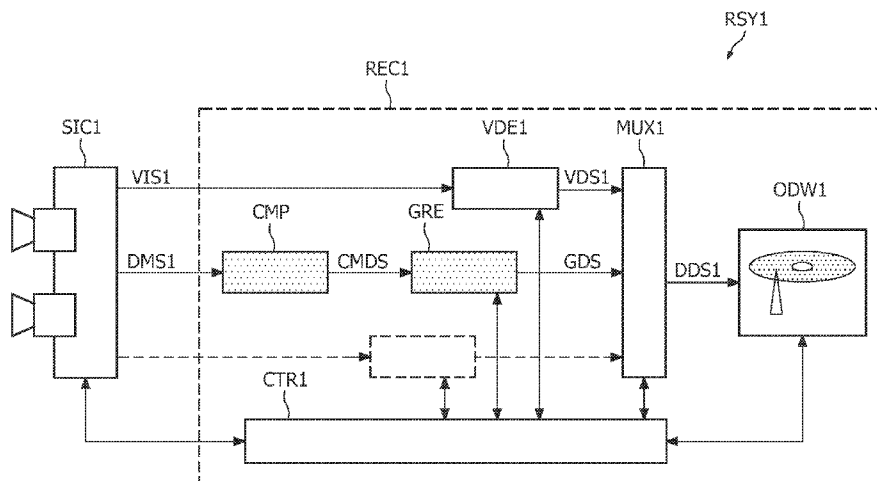 RSY1
REC1
SIC1
VDE1
MUX1
VIS1
VDS1
ODW1
CMP
GRE
DMS1
CMDS
GDS
DDS1
CTR1